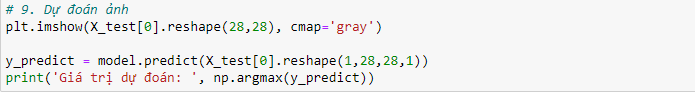 # 9. Dự đoán ảnh
plt.imshow(X_test[0].reshape(28,28), cmap='gray')
y_predict = model.predict(X_test[0].reshape(1,28,28,1))
print('Giá trị dự đoán: ', np.argmax(y_predict))